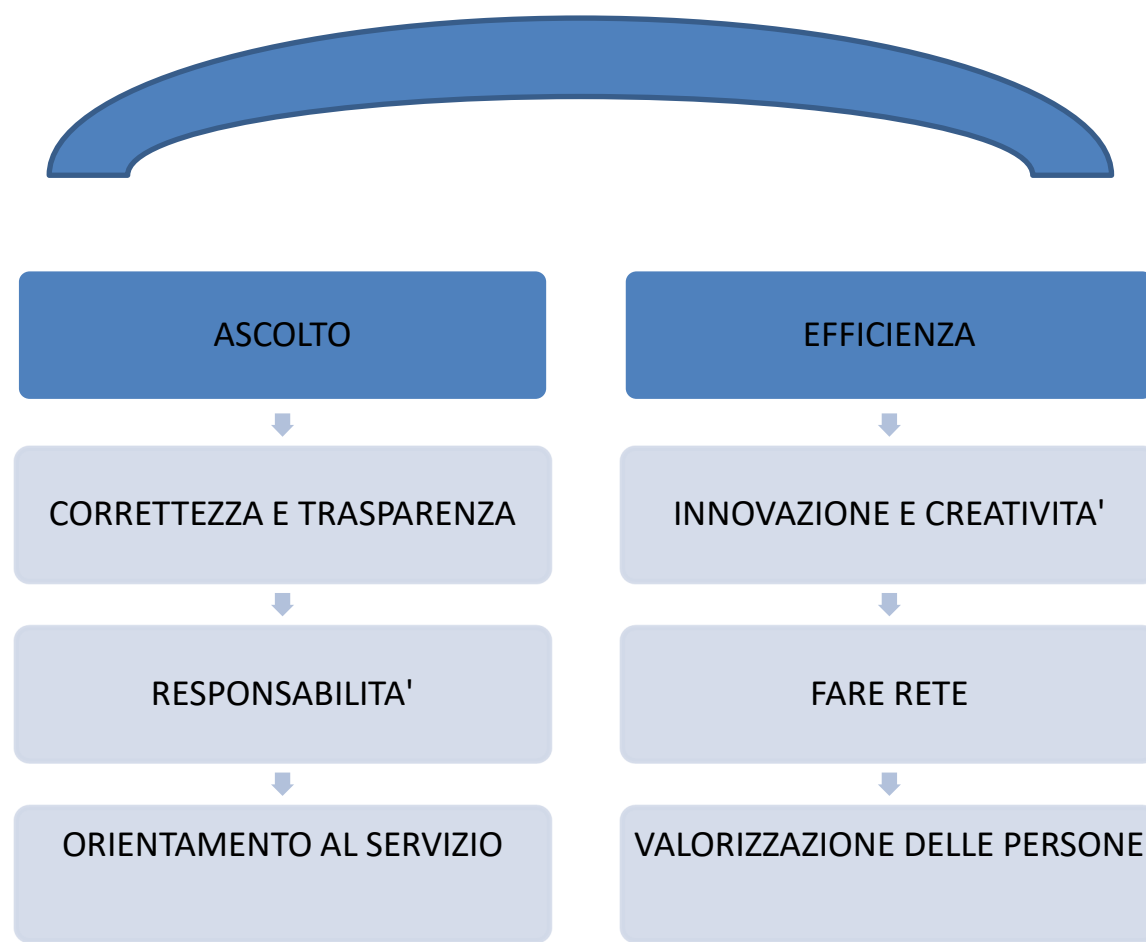 ASCOLTO
CORRETTEZZA E TRASPARENZA
RESPONSABILITA'
ORIENTAMENTO AL SERVIZIO
EFFICIENZA
INNOVAZIONE E CREATIVITA'
FARE RETE
VALORIZZAZIONE DELLE PERSONE